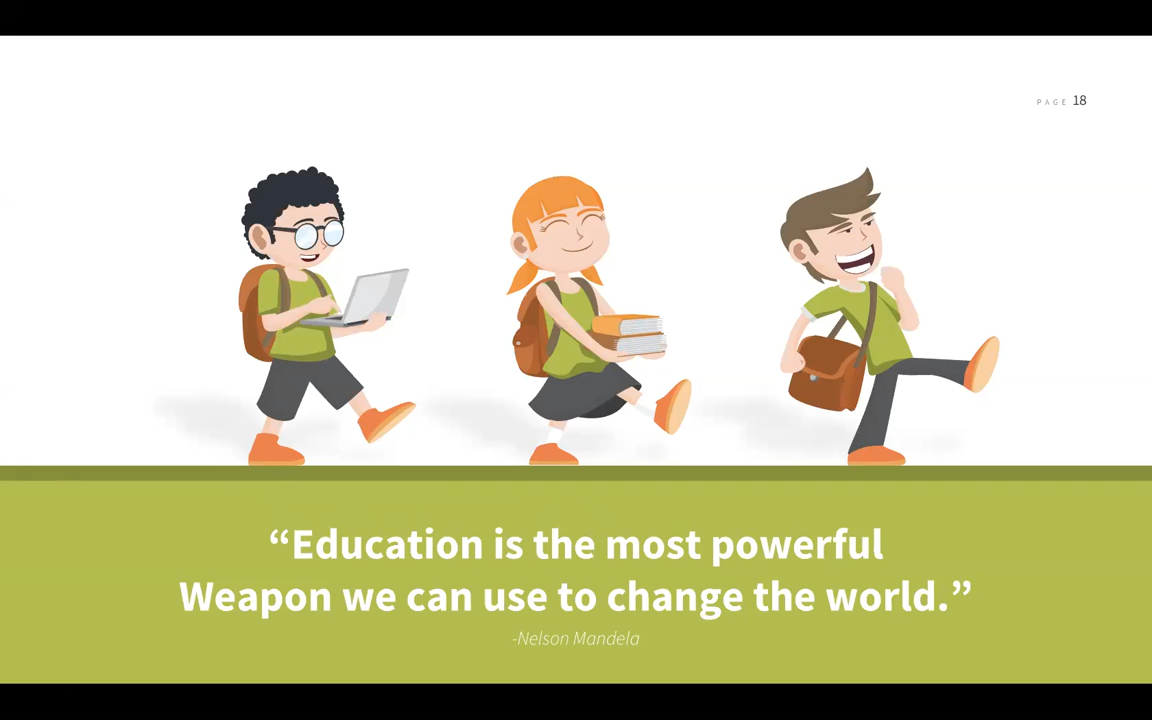 PAGE 18
“Education is the most powerful
Weapon we can use to change the world.”
-Nelson Mandela